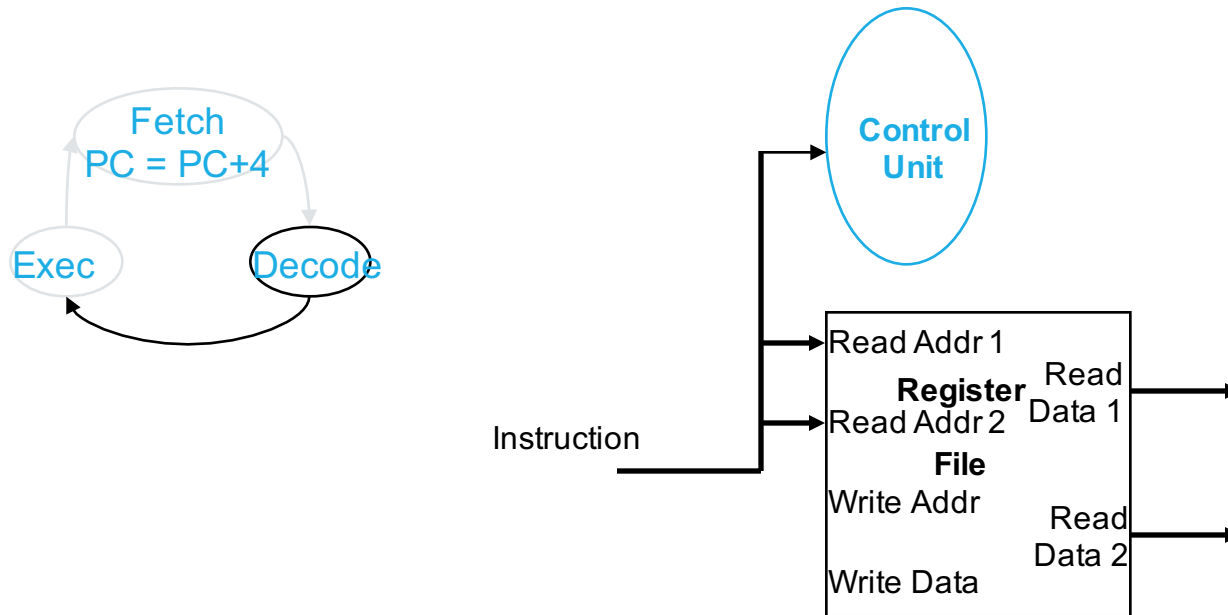 Fetch
PC = PC+4
Exec
Decode
Control
Unit
Instruction
Read Addr 1
Register
Read Addr 2
File
Write Addr
Write Data
Read
Data 1
Read
Data 2